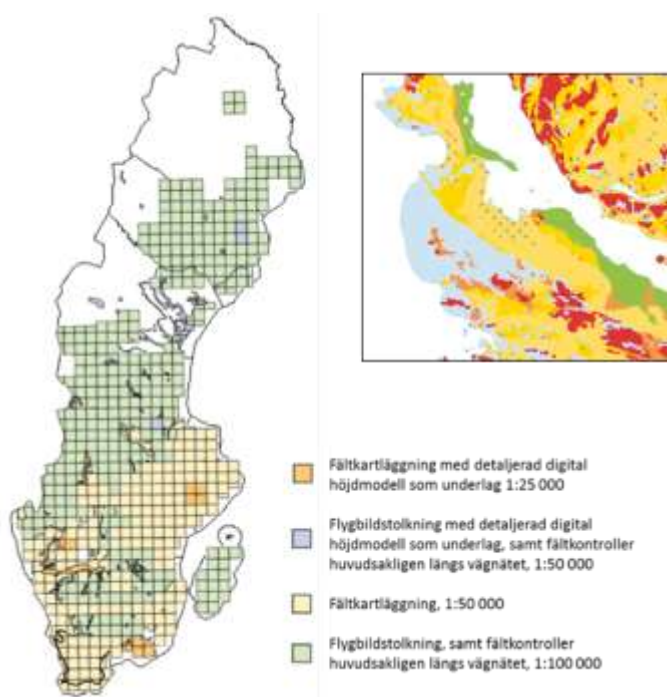 Fältkartläggning med detaljerad digital
höjdmodell som underlag 1:25 000
Flygbildstolkning med detaljerad digital
höjdmodell som underlag, samt fältkontroller
huvudsakligen längs vägnätet, 1:50 000
Fältkartläggning, 1:50 000
Flygbildstolkning, samt fältkontroller
huvudsakligen längs vägnätet, 1:100 000